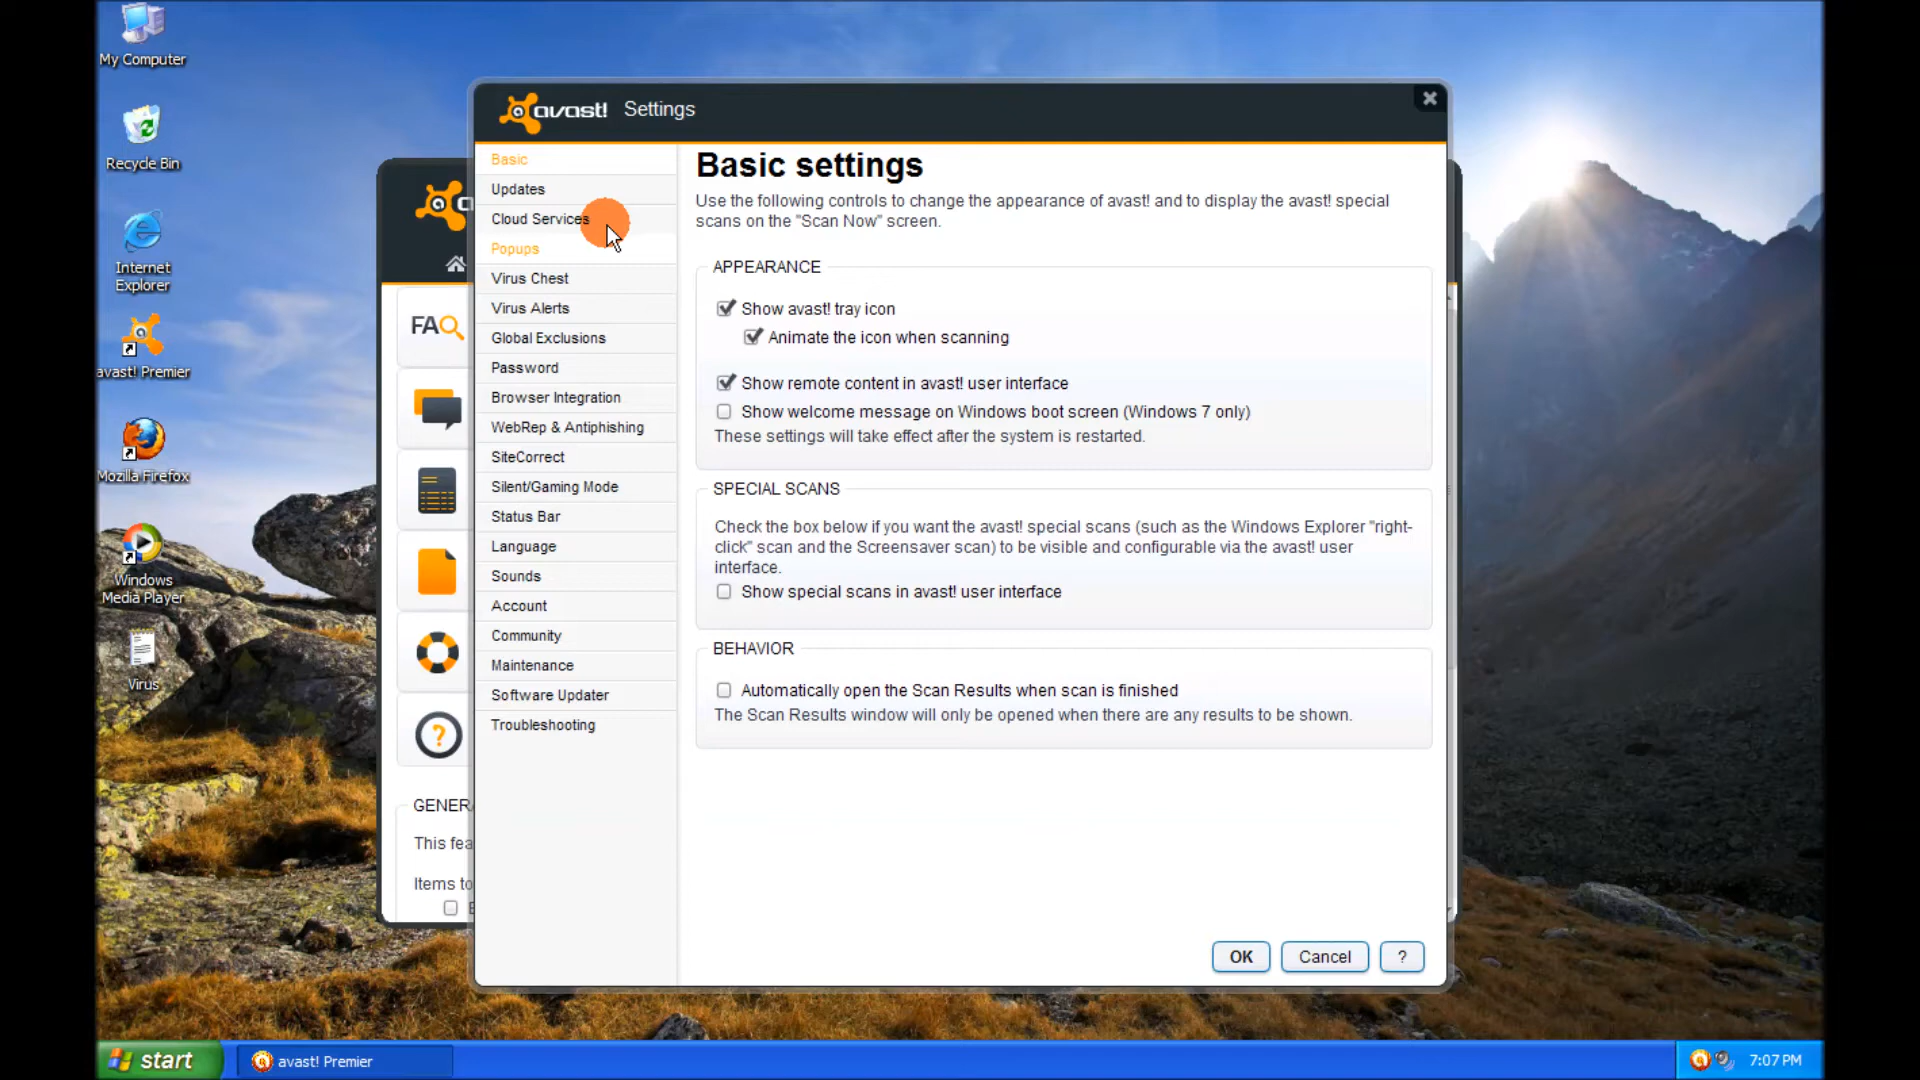 My Computer
Recycle Bin
Internet
Explorer
avast! Premier
Mozilla Firefox
Windows
Media Player
Virus
FAQ
?
GENER
This fea
Items to
avast! Settings
Basic
Updates
Cloud Services
Popups
Virus Chest
Virus Alerts
Global Exclusions
Password
Browser Integration
WebRep & Antiphishing
SiteCorrect
Silent/Gaming Mode
Status Bar
Language
Sounds
Account
Community
Maintenance
Software Updater
Troubleshooting
Basic settings
Use the following controls to change the appearance of avast! and to display the avast! special
scans on the "Scan Now" screen.
APPEARANCE
Show avast! tray icon
Animate the icon when scanning
Show remote content in avast! user interface
Show welcome message on Windows boot screen (Windows 7 only)
These settings will take effect after the system is restarted.
SPECIAL SCANS
Check the box below if you want the avast! special scans (such as the Windows Explorer "right-
click" scan and the Screensaver scan) to be visible and configurable via the avast! user
interface.
Show special scans in avast! user interface
BEHAVIOR
Automatically open the Scan Results when scan is finished
The Scan Results window will only be opened when there are any results to be shown.
OK Cancel ?
start
avast! Premier
7:07 PM